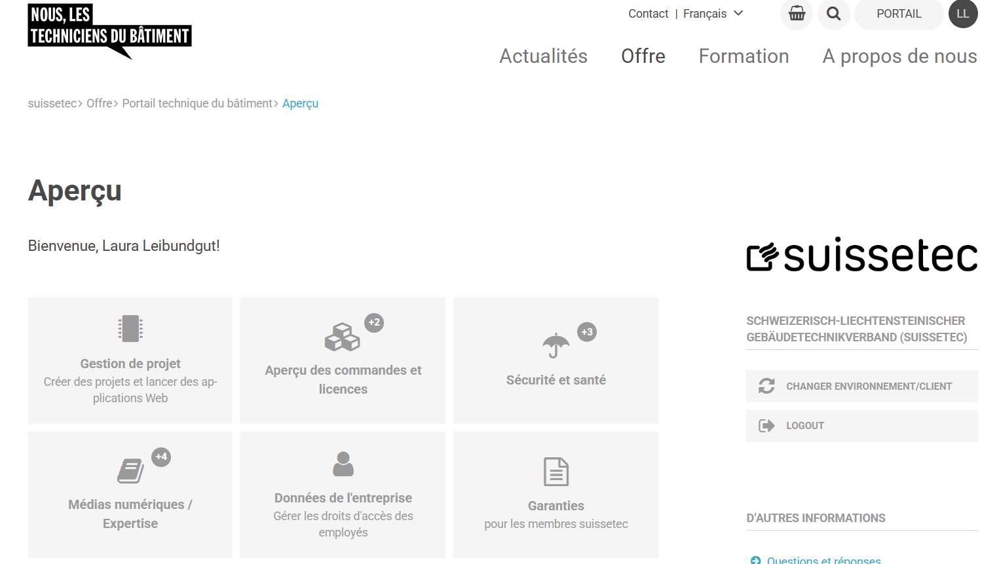 NOUS, LES
TECHNICIENS DU BÂTIMENT
Contact | Français
PORTAIL
LL
Actualités
Offre
Formation
A propos de nous
suissetec> Offre> Portail technique du bâtiment> Aperçu
Aperçu
Bienvenue, Laura Leibundgut!
Gestion de projet
Créer des projets et lancer des ap-
plications Web
+2
Aperçu des commandes et
licences
+3
Sécurité et santé
+4
Médias numériques /
Expertise
Données de l'entreprise
Gérer les droits d'accès des
employés
Garanties
pour les membres suissetec
suissetec
SCHWEIZERISCH-LIECHTENSTEINISCHER
GEBÄUDETECHNIKVERBAND (SUISSETEC)
CHANGER ENVIRONNEMENT/CLIENT
LOGOUT
D'AUTRES INFORMATIONS
Questions et réponses